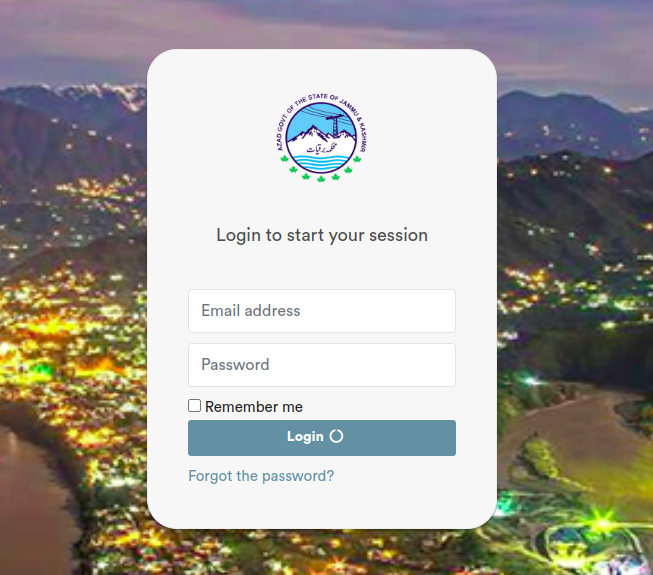 AZAD GOVT. OF THE STATE OF JAMMU & KASHMIR
محکمہ برقیات
Login to start your session
Email address
Password
Remember me
Login
Forgot the password?